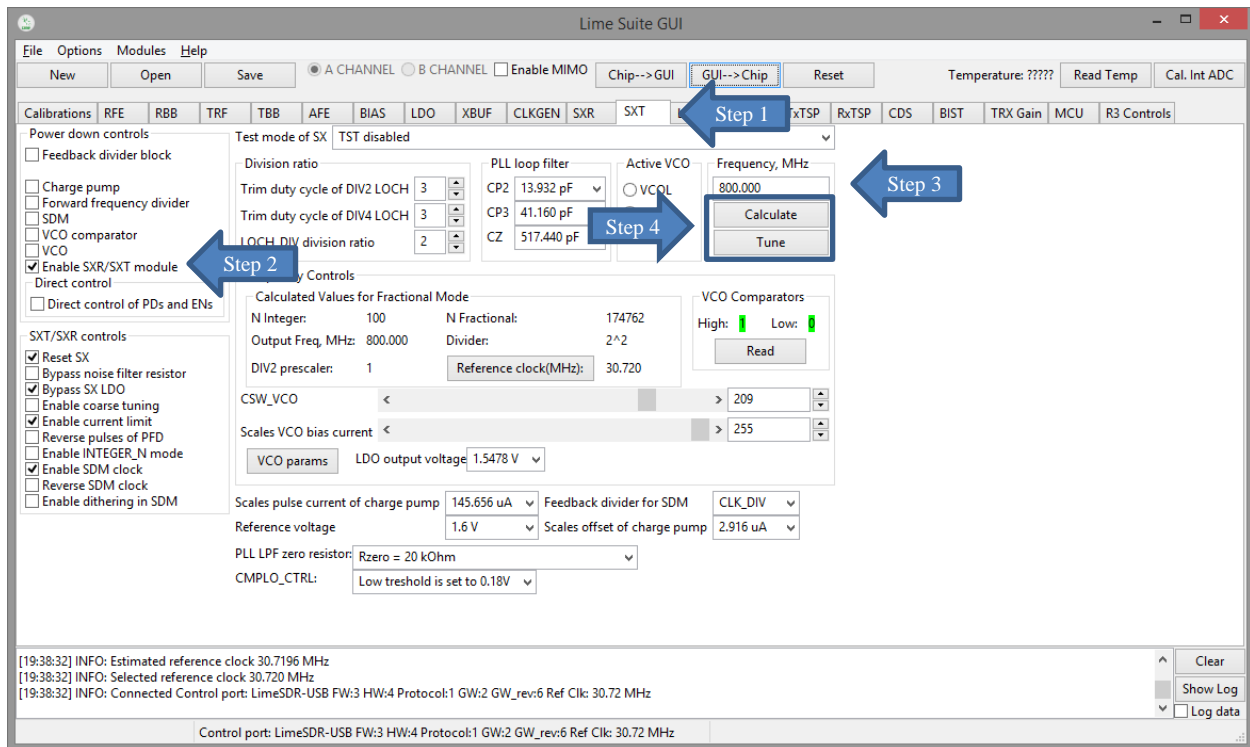 Lime Suite GUI
File Options Modules Help
New Open Save A CHANNEL B CHANNEL Enable MIMO Chip-->GUI GUI-->Chip Reset Temperature: ????? Read Temp Cal. Int ADC
Calibrations RFE RBB TRF TBB AFE BIAS LDO XBUF CLKGEN SXR SXT Step 1 TxTSP RxTSP CDS BIST TRX Gain MCU R3 Controls
Power down controls
Feedback divider block
Charge pump
Forward frequency divider
SDM
VCO comparator
VCO
Enable SXR/SXT module
Step 2
Direct control
Direct control of PDs and ENs
SXT/SXR controls
Reset SX
Bypass noise filter resistor
Bypass SX LDO
Enable coarse tuning
Enable current limit
Reverse pulses of PFD
Enable INTEGER_N mode
Enable SDM clock
Reverse SDM clock
Enable dithering in SDM
Test mode of SX TST disabled
Division ratio
Trim duty cycle of DIV2 LOCH 3
Trim duty cycle of DIV4 LOCH 3
LOCH_DIV division ratio 2
PLL loop filter
CP2 13.932 pF
CP3 41.160 pF
CZ 517.440 pF
Active VCO
VCOL
Step 4
Frequency, MHz
800.000
Step 3
Calculate
Tune
Controls
Calculated Values for Fractional Mode
N Integer: 100 N Fractional: 174762
Output Freq, MHz: 800.000 Divider: 2^2
DIV2 prescaler: 1 Reference clock(MHz): 30.720
VCO Comparators
High: 1 Low: 0
Read
CSW_VCO < > 209
Scales VCO bias current < > 255
VCO params LDO output voltage 1.5478 V
Scales pulse current of charge pump 145.656 uA Feedback divider for SDM CLK_DIV
Reference voltage 1.6 V Scales offset of charge pump 2.916 uA
PLL LPF zero resistor: Rzero = 20 kOhm
CMPLO_CTRL: Low treshold is set to 0.18V
[19:38:32] INFO: Estimated reference clock 30.7196 MHz
[19:38:32] INFO: Selected reference clock 30.720 MHz
[19:38:32] INFO: Connected Control port: LimeSDR-USB FW:3 HW:4 Protocol:1 GW:2 GW_rev:6 Ref Clk: 30.72 MHz
Clear
Show Log
Log data
Control port: LimeSDR-USB FW:3 HW:4 Protocol:1 GW:2 GW_rev:6 Ref Clk: 30.72 MHz